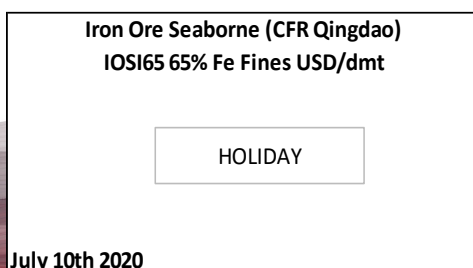 Iron Ore Seaborne (CFR Qingdao)
IOSI65 65% Fe Fines USD/dmt
HOLIDAY
July 10th 2020